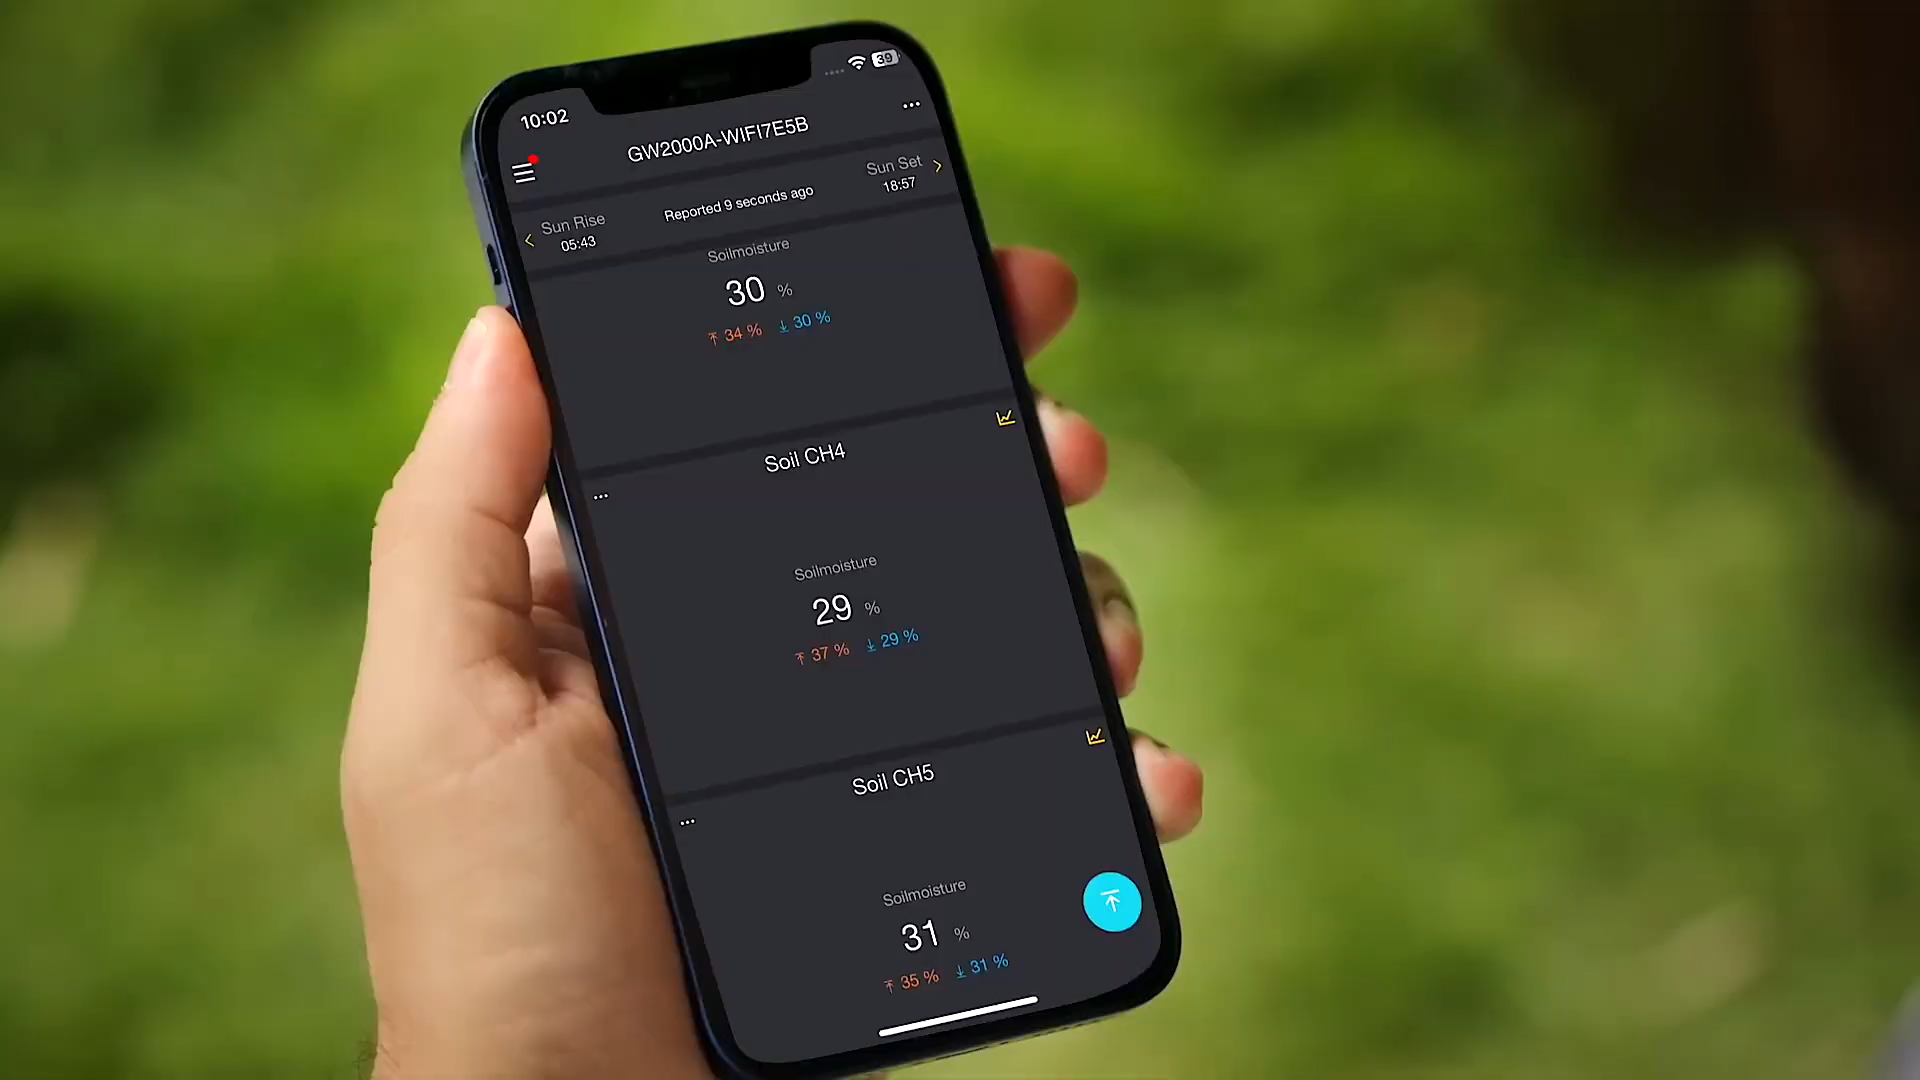 10:02
39
GW2000A-WIFI7E5B
Sun Rise
05:43
Reported 9 seconds ago
Sun Set
18:57
Soilmoisture
30 %
34 % 30 %
Soil CH4
Soilmoisture
29 %
37 % 29 %
Soil CH5
Soilmoisture
31 %
35 % 31 %